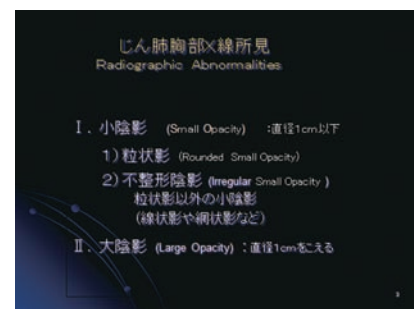 じん肺胸部X線所見
Radiographic Abnormalities
Ⅰ．小陰影 (Small Opacity) ：直径1cm以下
1)粒状影 (Rounded Small Opacity)
2)不整形陰影 (Irregular Small Opacity )
粒状影以外の小陰影
(線状影や網状影など)
Ⅱ．大陰影 (Large Opacity) ：直径1cmをこえる